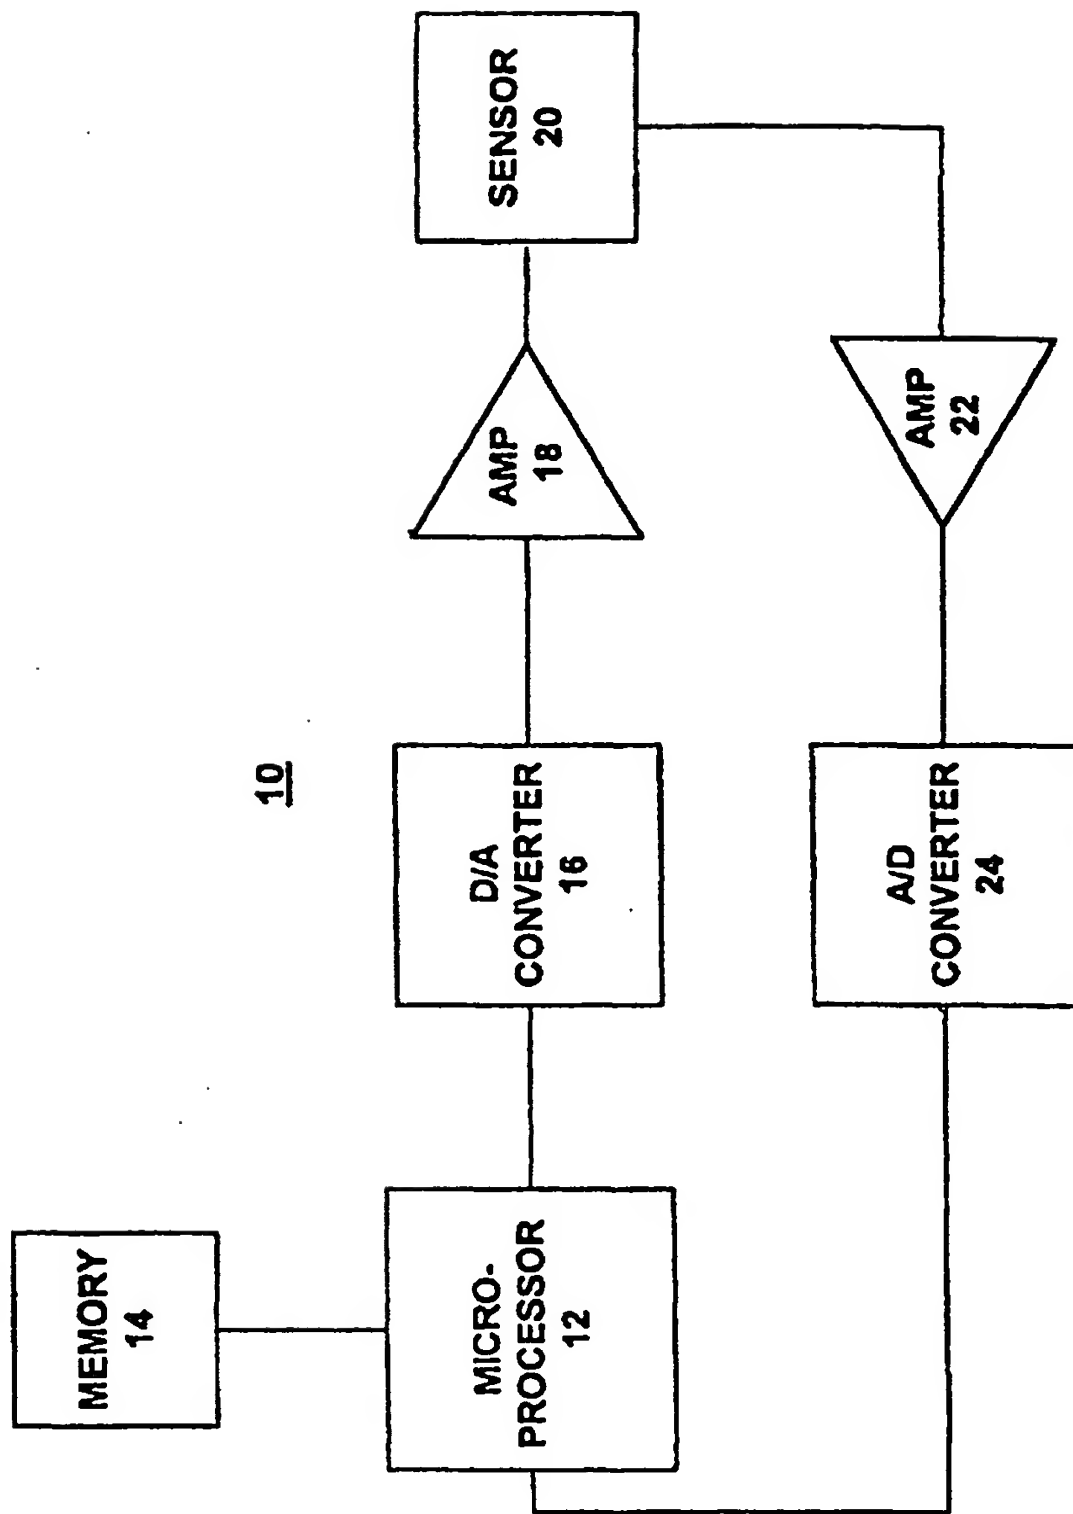 10
MEMORY
14
MICRO-
PROCESSOR
12
D/A
CONVERTER
16
AMP
18
SENSOR
20
AMP
22
A/D
CONVERTER
24